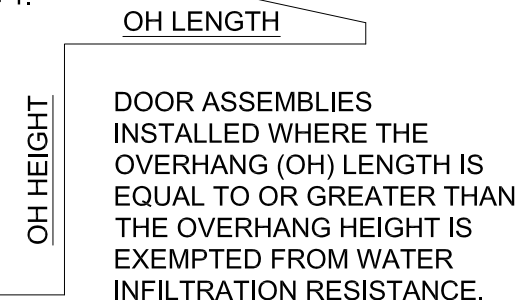 OH LENGTH
OH HEIGHT
DOOR ASSEMBLIES
INSTALLED WHERE THE
OVERHANG (OH) LENGTH IS
EQUAL TO OR GREATER THAN
THE OVERHANG HEIGHT IS
EXEMPTED FROM WATER
INFILTRATION RESISTANCE.